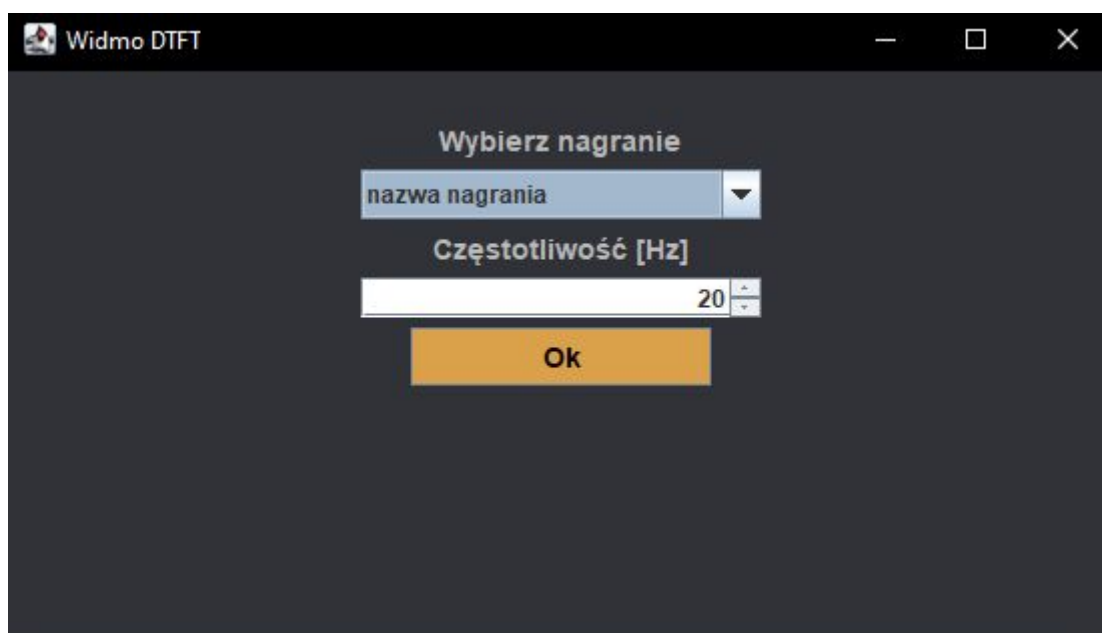 Widmo DTFT
Wybierz nagranie
nazwa nagrania
Częstotliwość [Hz]
20
Ok